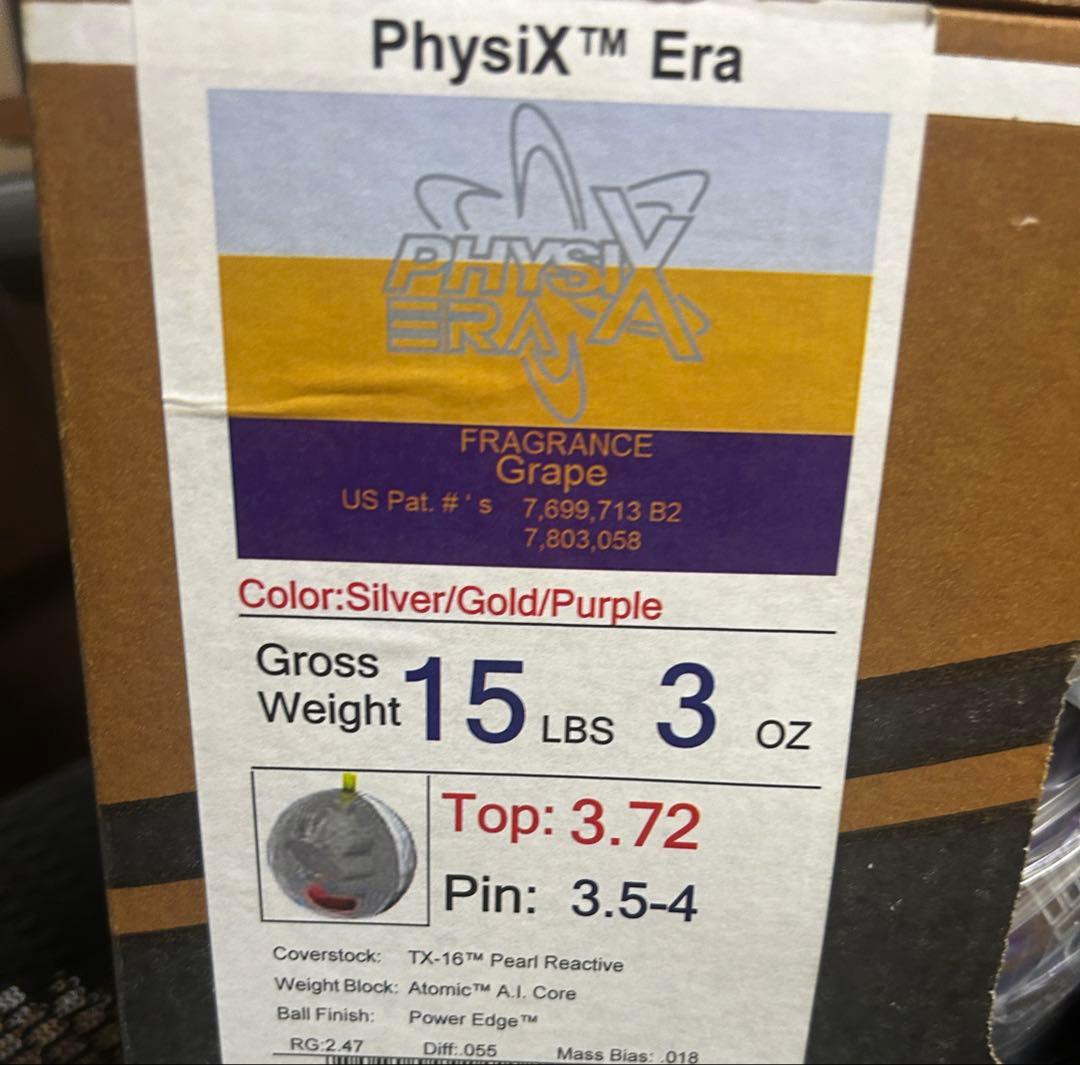 PhysiX™ Era
PHYSIX
ERA
FRAGRANCE
Grape
US Pat. #'s 7,699,713 B2
7,803,058
Color:Silver/Gold/Purple
Gross Weight 15 LBS 3 OZ
Top: 3.72
Pin: 3.5-4
Coverstock: TX-16™ Pearl Reactive
Weight Block: Atomic™ A.I. Core
Ball Finish: Power Edge™
RG:2.47 Diff:.055 Mass Bias: .018